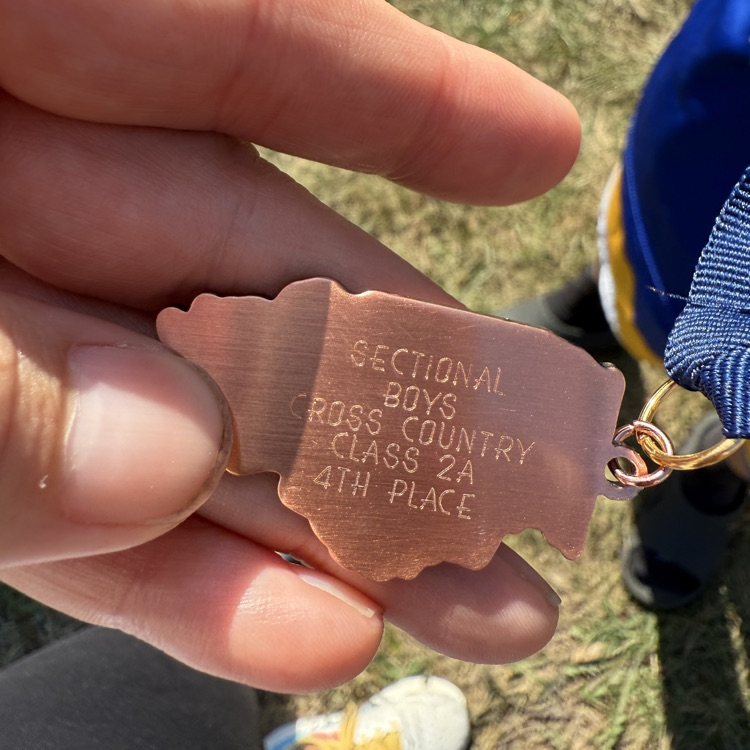 SECTIONAL
BOYS
CROSS COUNTRY
CLASS 2A
4TH PLACE